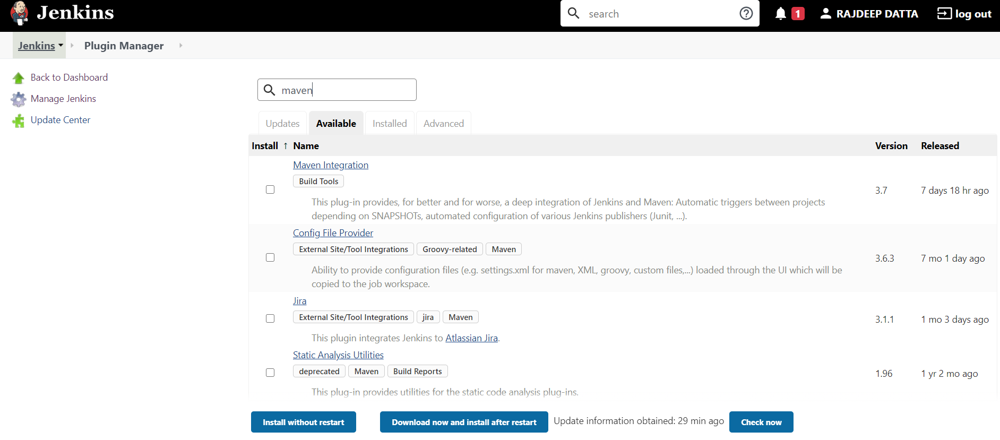 Jenkins
search
1
RAJDEEP DATTA
log out
Jenkins
Plugin Manager
Back to Dashboard
Manage Jenkins
Update Center
maven
Updates
Available
Installed
Advanced
Install ↑ Name Version Released
Maven Integration
Build Tools
This plug-in provides, for better and for worse, a deep integration of Jenkins and Maven: Automatic triggers between projects
depending on SNAPSHOTs, automated configuration of various Jenkins publishers (Junit, ...).
3.7
7 days 18 hr ago
Config File Provider
External Site/Tool Integrations Groovy-related Maven
Ability to provide configuration files (e.g. settings.xml for maven, XML, groovy, custom files,...) loaded through the UI which will be
copied to the job workspace.
3.6.3
7 mo 1 day ago
Jira
External Site/Tool Integrations jira Maven
This plugin integrates Jenkins to Atlassian Jira.
3.1.1
1 mo 3 days ago
Static Analysis Utilities
deprecated Maven Build Reports
This plug-in provides utilities for the static code analysis plug-ins.
1.96
1 yr 2 mo ago
Install without restart
Download now and install after restart
Update information obtained: 29 min ago
Check now